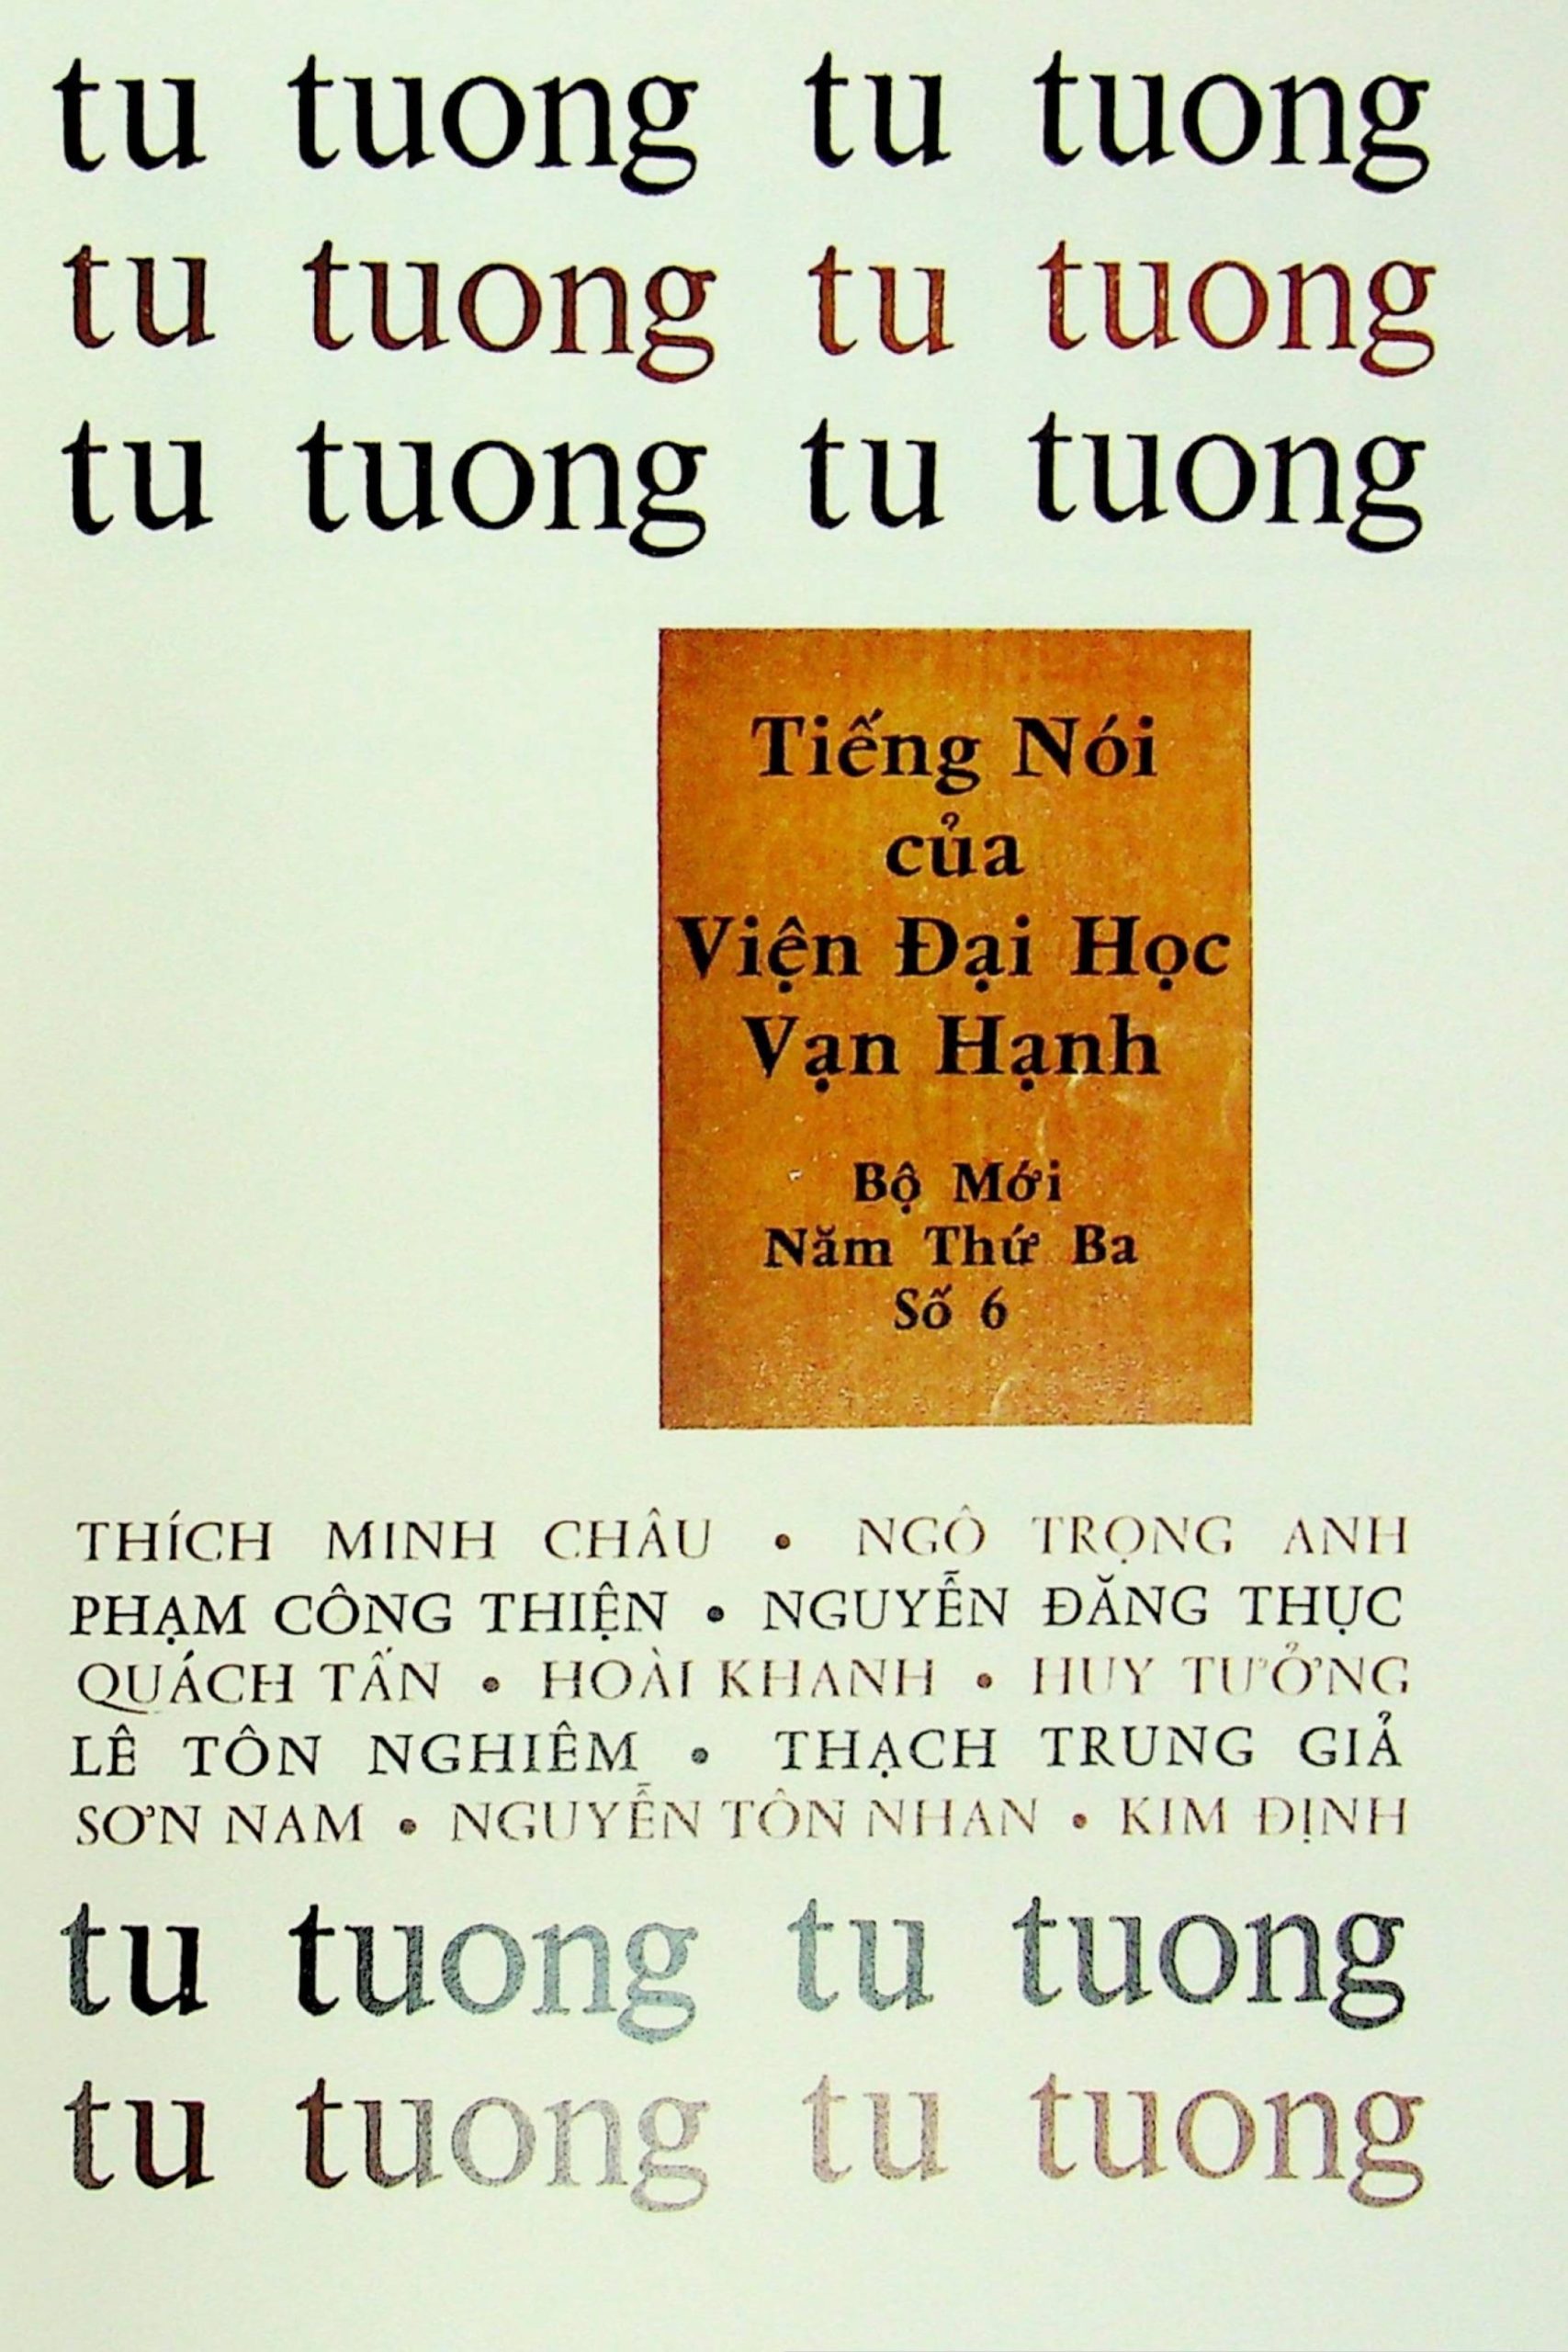 tu tuong tu tuong
tu tuong tu tuong
tu tuong tu tuong
Tiếng Nói
của
Viện Đại Học
Vạn Hạnh
Bộ Mới
Năm Thứ Ba
Số 6
THÍCH MINH CHÂU • NGÔ TRỌNG ANH
PHẠM CÔNG THIỆN • NGUYỄN ĐĂNG THỤC
QUÁCH TẤN • HOÀI KHANH • HUY TƯỞNG
LÊ TÔN NGHIÊM • THẠCH TRUNG GIẢ
SƠN NAM • NGUYỄN TÔN NHAN • KIM ĐỊNH
tu tuong tu tuong
tu tuong tu tuong